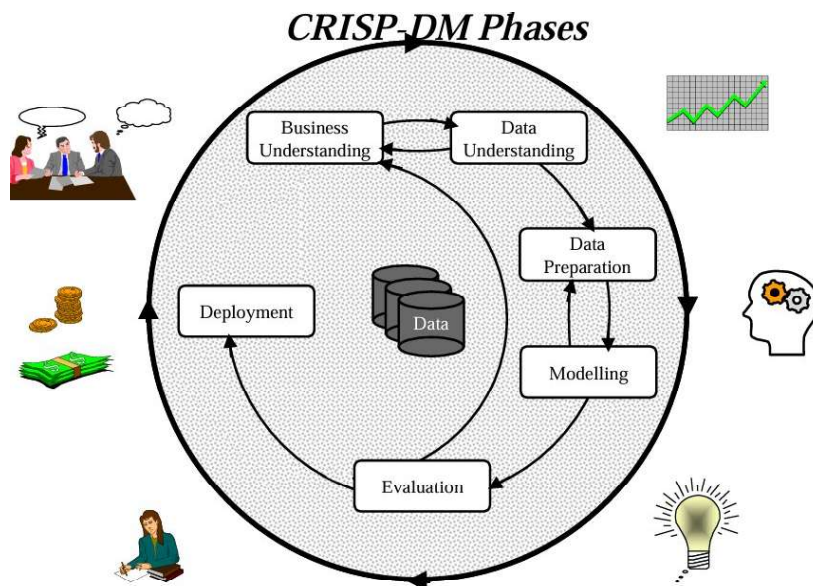 CRISP-DM Phases
Business
Understanding
Data
Understanding
Data
Preparation
Deployment
Data
Modelling
Evaluation